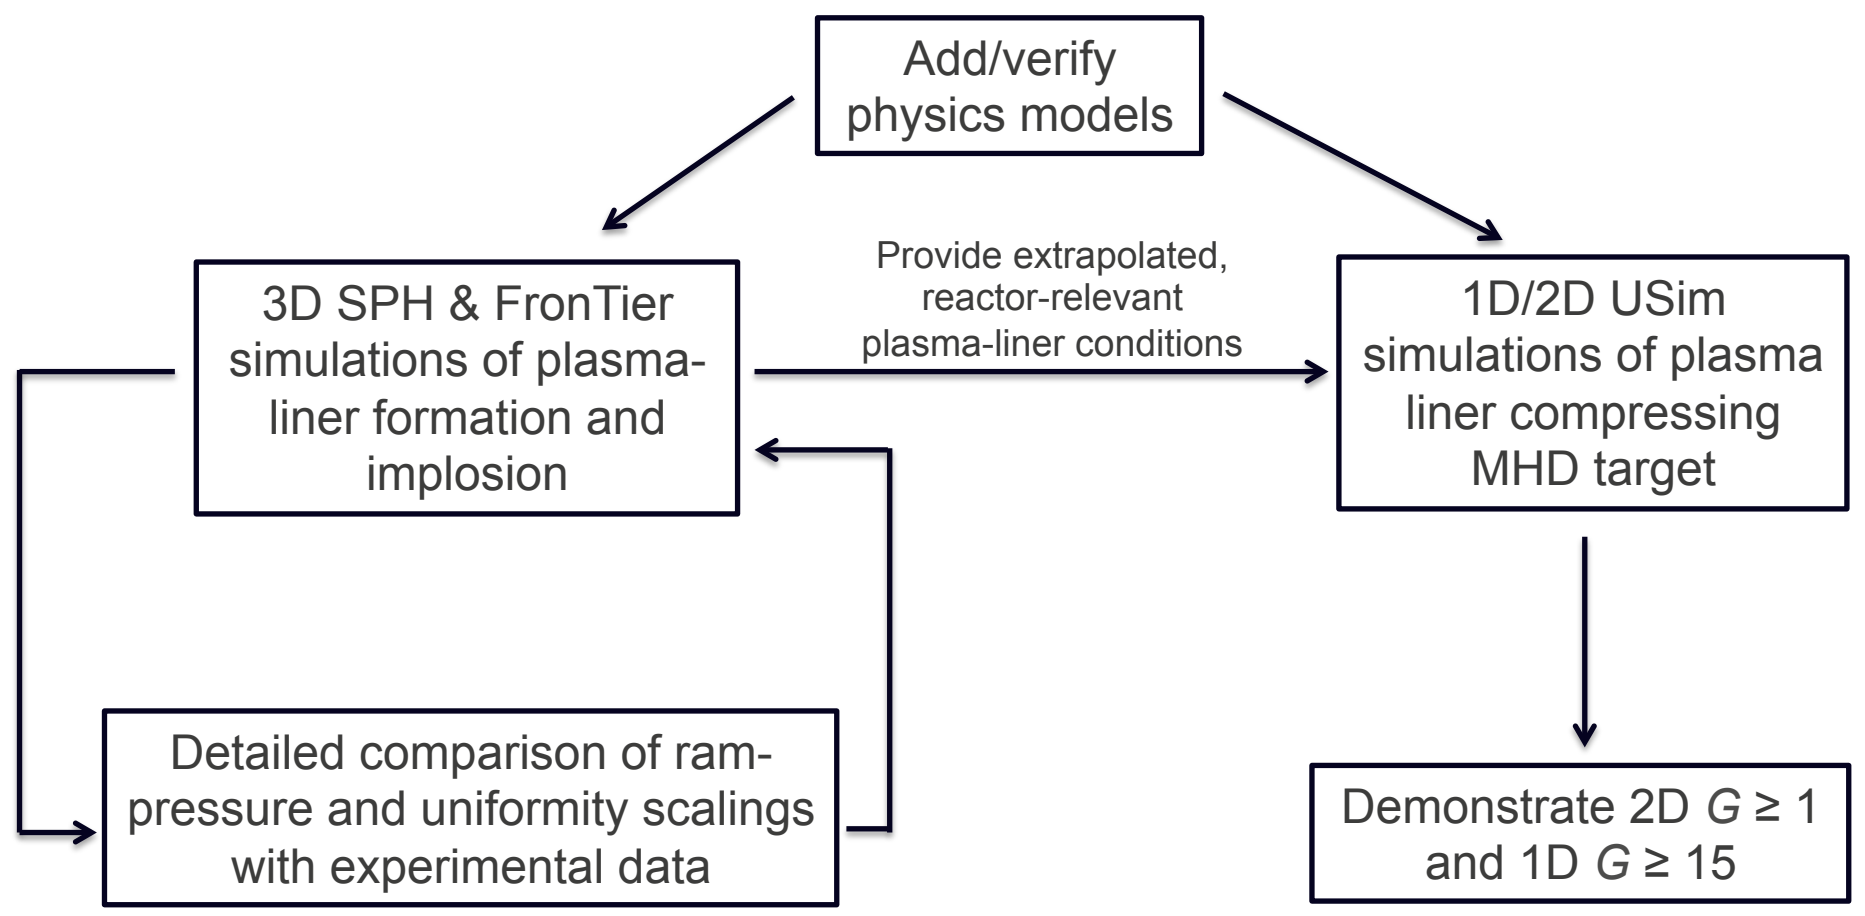 Add/verify
physics models
Provide extrapolated,
reactor-relevant
plasma-liner conditions
3D SPH & FronTier
simulations of plasma-
liner formation and
implosion
1D/2D USim
simulations of plasma
liner compressing
MHD target
Detailed comparison of ram-
pressure and uniformity scalings
with experimental data
Demonstrate 2D G ≥ 1
and 1D G ≥ 15